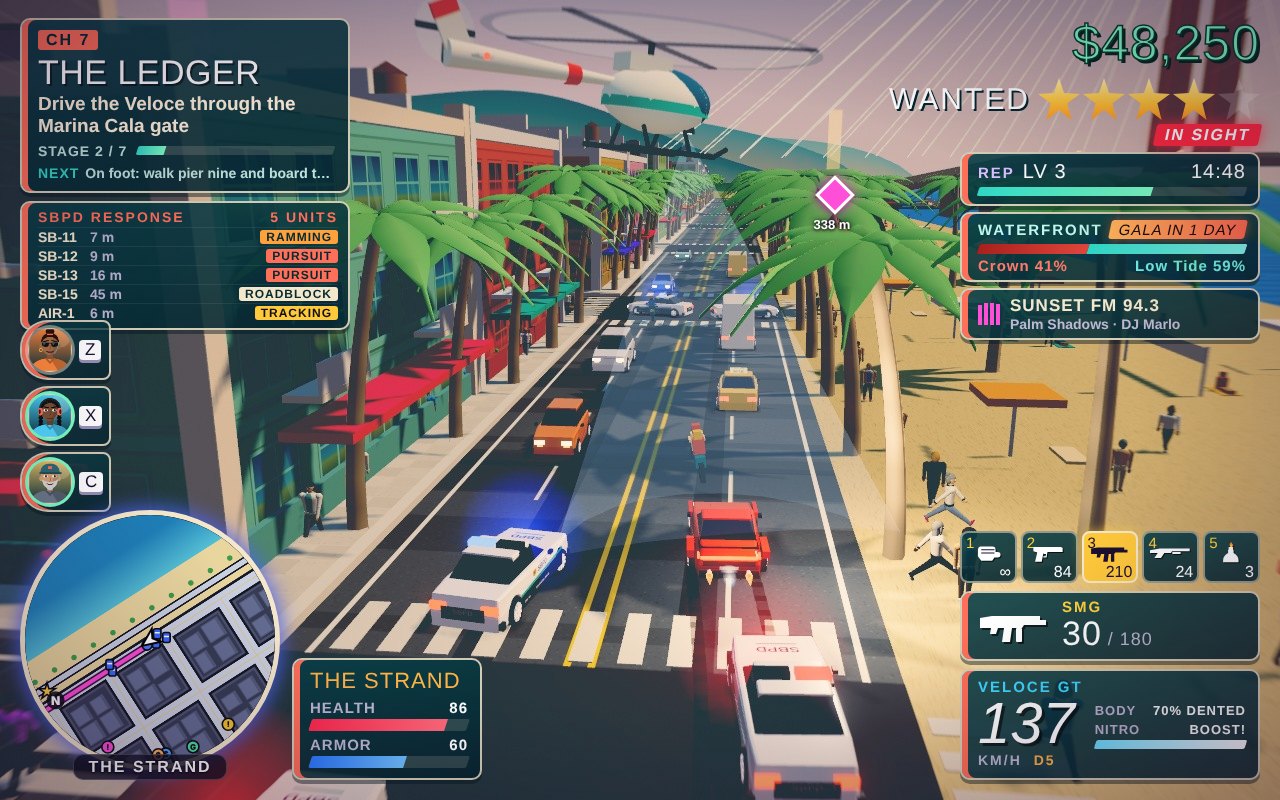 CH 7
THE LEDGER
Drive the Veloce through the
Marina Cala gate
STAGE 2 / 7
NEXT On foot: walk pier nine and board t...
SBPD RESPONSE 5 UNITS
SB-11 7 m RAMMING
SB-12 9 m PURSUIT
SB-13 16 m PURSUIT
SB-15 45 m ROADBLOCK
AIR-1 6 m TRACKING
Z
X
C
N
THE STRAND
THE STRAND
HEALTH 86
ARMOR 60
338 m
SBPD
SBPD
$48,250
WANTED
IN SIGHT
REP LV 3 14:48
WATERFRONT GALA IN 1 DAY
Crown 41% Low Tide 59%
SUNSET FM 94.3
Palm Shadows · DJ Marlo
1 ∞
2 84
3 210
4 24
5 3
SMG
30 / 180
VELOCE GT
137
KM/H D5
BODY 70% DENTED
NITRO BOOST!